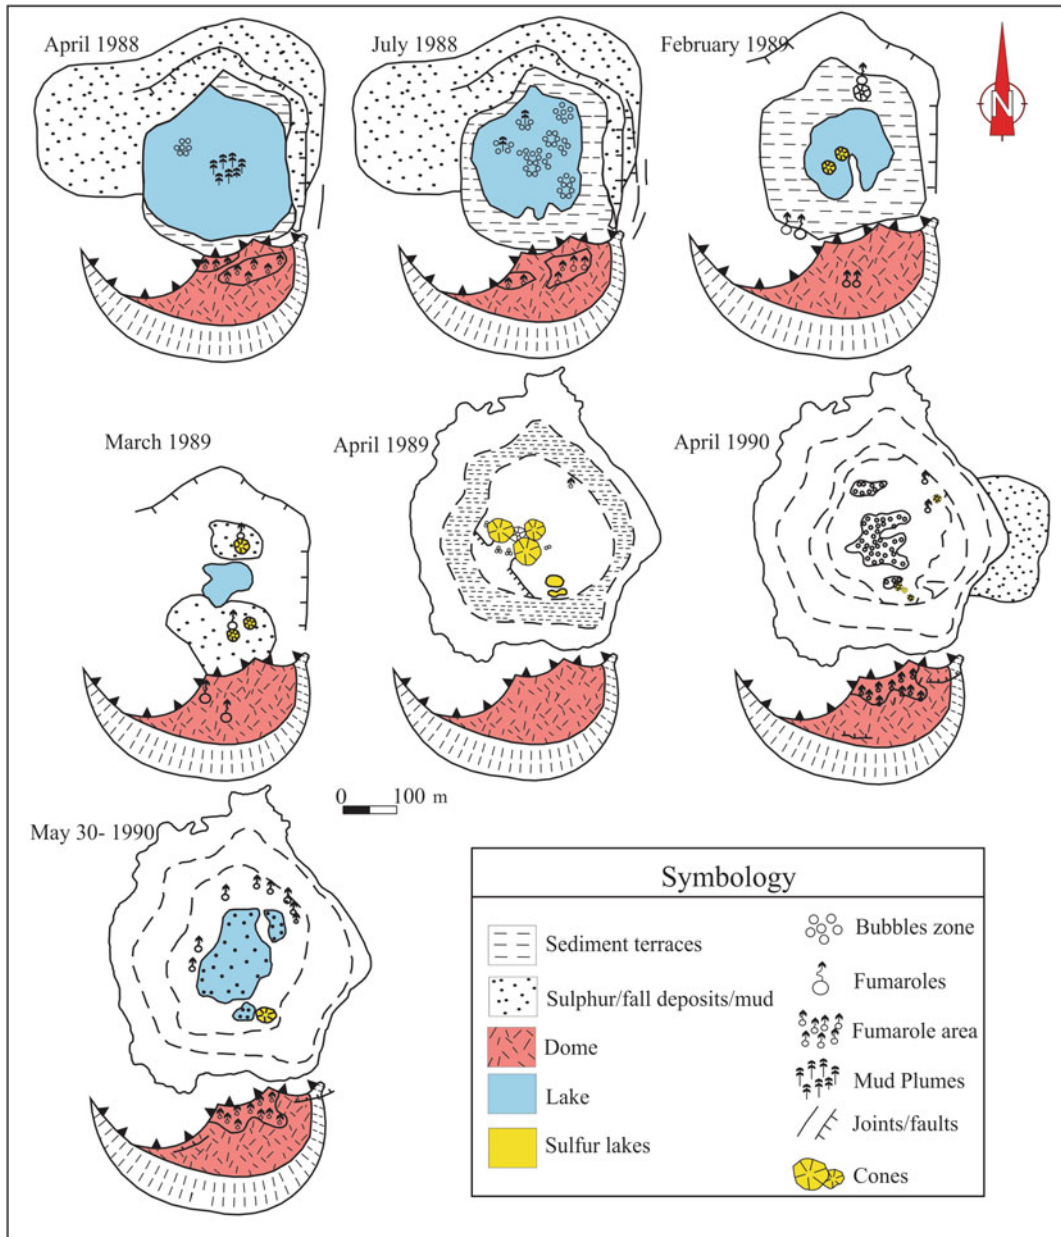 April 1988
July 1988
February 1989
N
March 1989
April 1989
April 1990
0 100 m
May 30- 1990
Symbology
Sediment terraces
Sulphur/fall deposits/mud
Dome
Lake
Sulfur lakes
Bubbles zone
Fumaroles
Fumarole area
Mud Plumes
Joints/faults
Cones